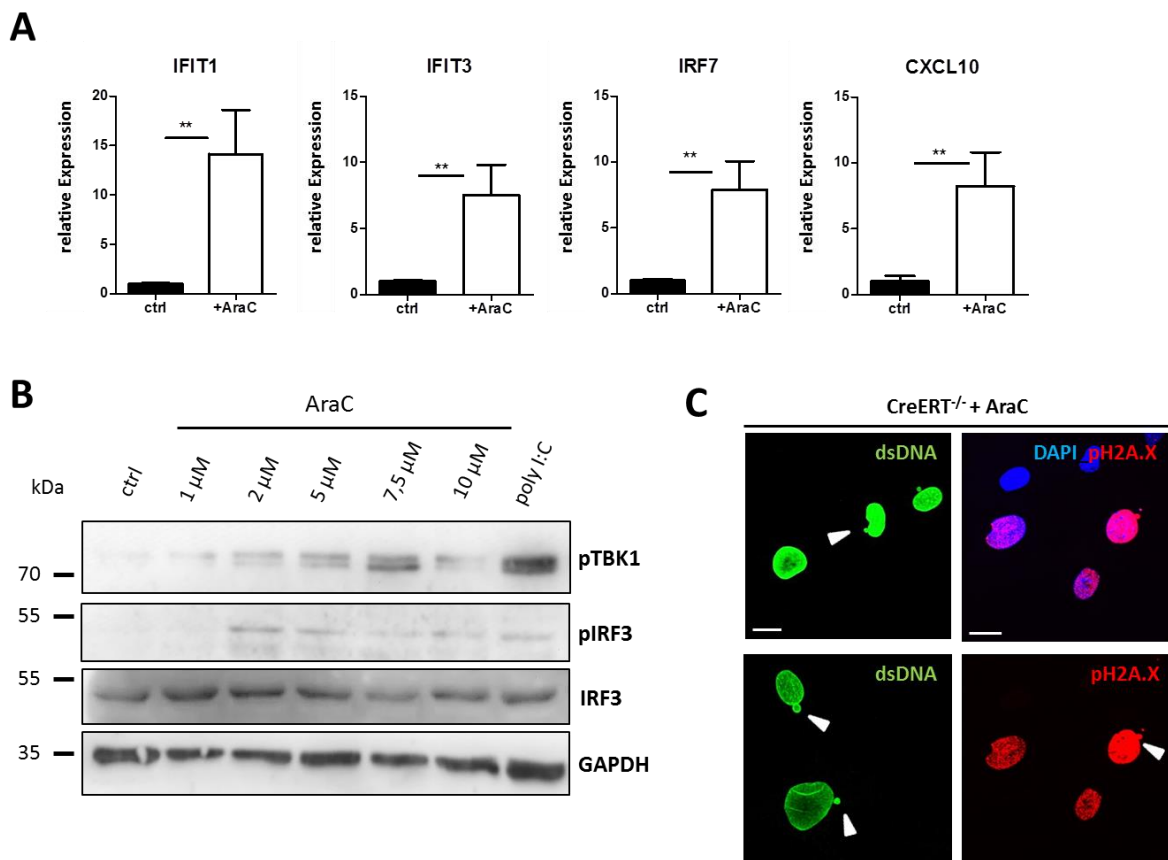 A
IFIT1
relative Expression
20
15
10
5
0
**
ctrl
+AraC
IFIT3
relative Expression
15
10
5
0
**
ctrl
+AraC
IRF7
relative Expression
15
10
5
0
**
ctrl
+AraC
CXCL10
relative Expression
15
10
5
0
**
ctrl
+AraC
B
AraC
kDa
ctrl
1 µM
2 µM
5 µM
7,5 µM
10 µM
poly I:C
70
pTBK1
55
pIRF3
55
IRF3
35
GAPDH
C
CreERT-/- + AraC
dsDNA
DAPI pH2A.X
dsDNA
pH2A.X